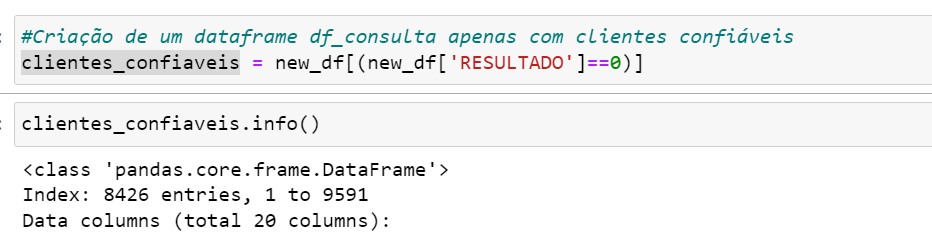 #Criação de um dataframe df_consulta apenas com clientes confiáveis
clientes_confiaveis = new_df[(new_df['RESULTADO']==0)]
clientes_confiaveis.info()
<class 'pandas.core.frame.DataFrame'>
Index: 8426 entries, 1 to 9591
Data columns (total 20 columns):